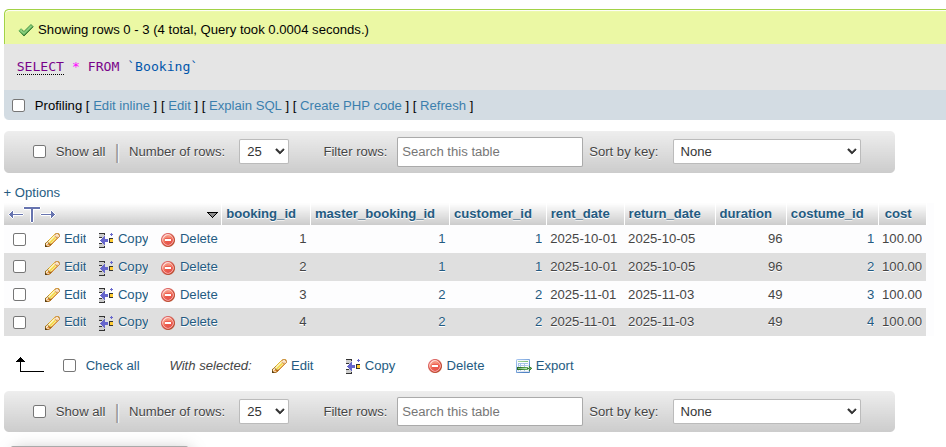 Showing rows 0 - 3 (4 total, Query took 0.0004 seconds.)
SELECT * FROM `Booking`
Profiling [ Edit inline ] [ Edit ] [ Explain SQL ] [ Create PHP code ] [ Refresh ]
Show all Number of rows: 25 Filter rows: Search this table Sort by key: None
+ Options
booking_id master_booking_id customer_id rent_date return_date duration costume_id cost
Edit Copy Delete 1 1 1 2025-10-01 2025-10-05 96 1 100.00
Edit Copy Delete 2 1 1 2025-10-01 2025-10-05 96 2 100.00
Edit Copy Delete 3 2 2 2025-11-01 2025-11-03 49 3 100.00
Edit Copy Delete 4 2 2 2025-11-01 2025-11-03 49 4 100.00
Check all With selected: Edit Copy Delete Export
Show all Number of rows: 25 Filter rows: Search this table Sort by key: None